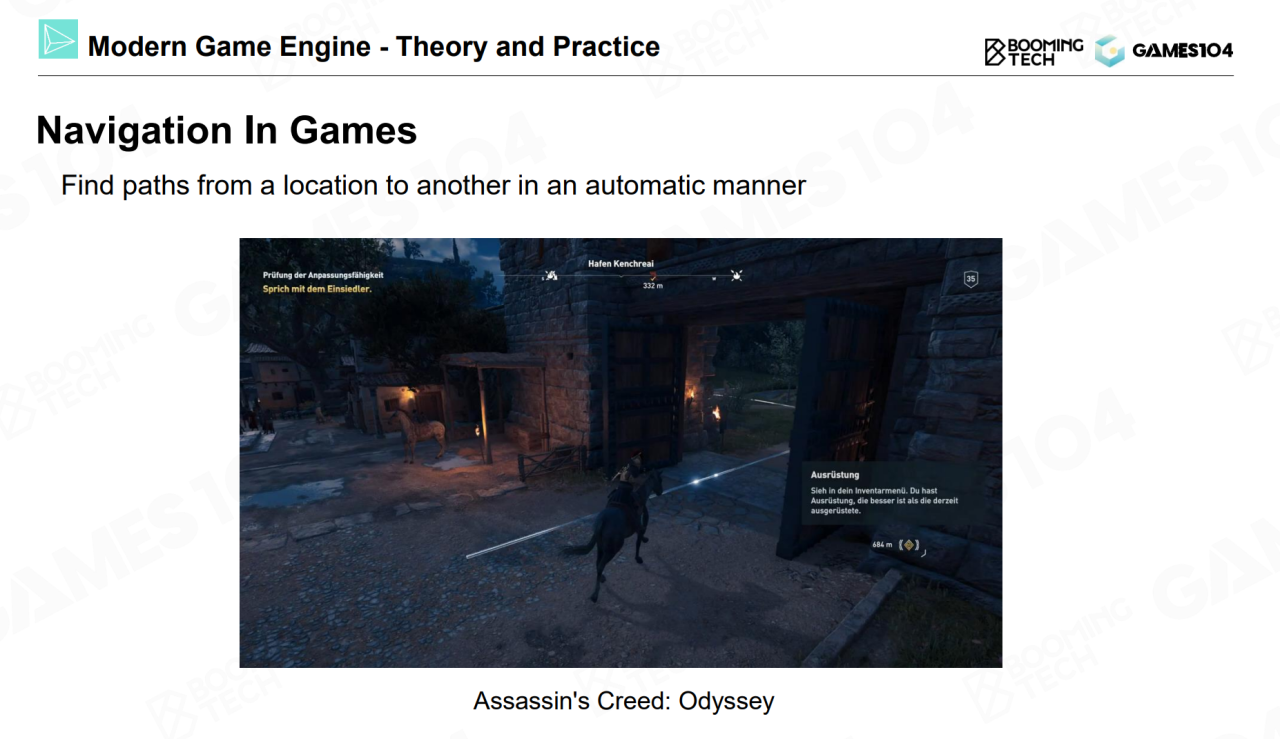 Modern Game Engine - Theory and Practice
BOOMING
TECH
GAMES104
Navigation In Games
Find paths from a location to another in an automatic manner
Prüfung der Anpassungsfähigkeit
Sprich mit dem Einsiedler.
Hafen Kenchreai
332 m
35
Ausrüstung
Sieh in dein Inventarmenü. Du hast
Ausrüstung, die besser ist als die derzeit
ausgerüstete.
684 m
Assassin's Creed: Odyssey